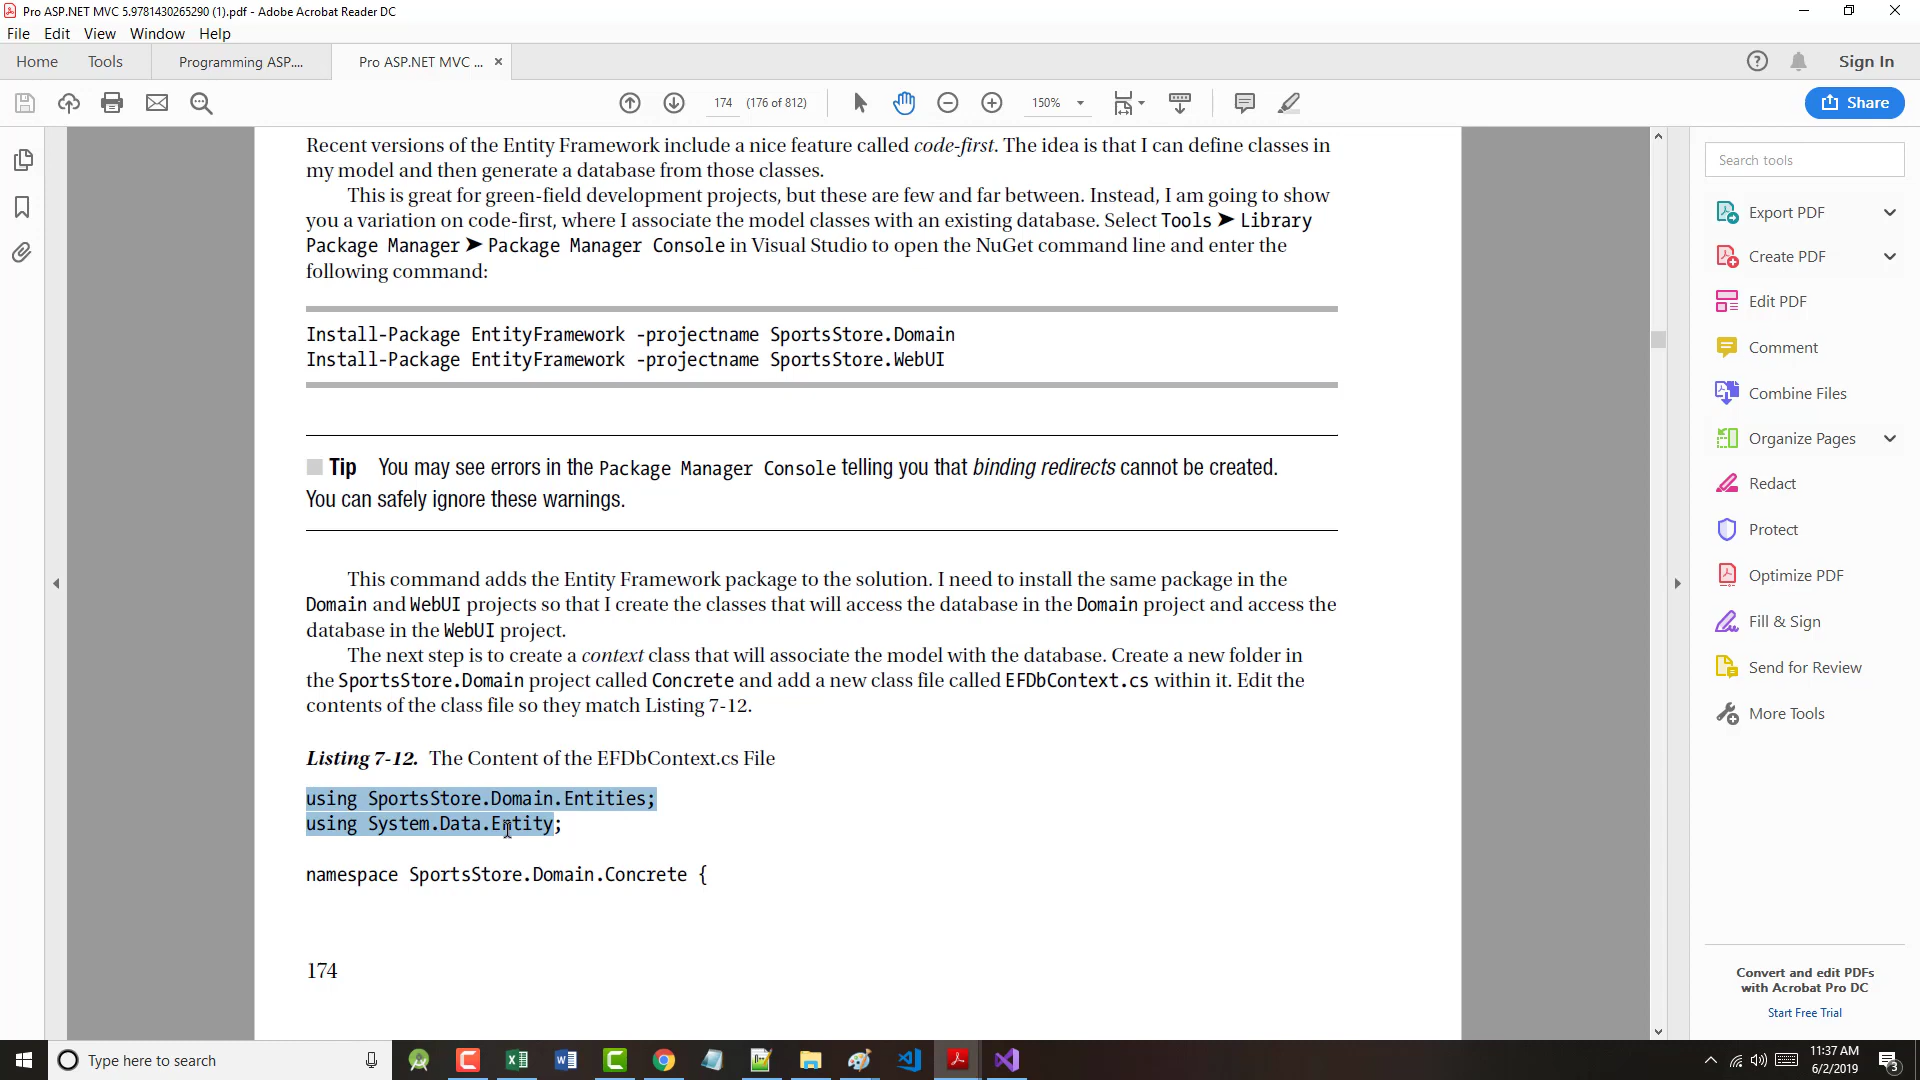 Pro ASP.NET MVC 5.9781430265290 (1).pdf - Adobe Acrobat Reader DC
File Edit View Window Help
Home Tools Programming ASP.... Pro ASP.NET MVC ... × Sign In
174 (176 of 812) 150% Share
Recent versions of the Entity Framework include a nice feature called code-first. The idea is that I can define classes in
my model and then generate a database from those classes.
This is great for green-field development projects, but these are few and far between. Instead, I am going to show
you a variation on code-first, where I associate the model classes with an existing database. Select Tools ➤ Library
Package Manager ➤ Package Manager Console in Visual Studio to open the NuGet command line and enter the
following command:
Install-Package EntityFramework -projectname SportsStore.Domain
Install-Package EntityFramework -projectname SportsStore.WebUI
Tip You may see errors in the Package Manager Console telling you that binding redirects cannot be created.
You can safely ignore these warnings.
This command adds the Entity Framework package to the solution. I need to install the same package in the
Domain and WebUI projects so that I create the classes that will access the database in the Domain project and access the
database in the WebUI project.
The next step is to create a context class that will associate the model with the database. Create a new folder in
the SportsStore.Domain project called Concrete and add a new class file called EFDbContext.cs within it. Edit the
contents of the class file so they match Listing 7-12.
Listing 7-12. The Content of the EFDbContext.cs File
using SportsStore.Domain.Entities;
using System.Data.Entity;
namespace SportsStore.Domain.Concrete {
174
Search tools
Export PDF
Create PDF
Edit PDF
Comment
Combine Files
Organize Pages
Redact
Protect
Optimize PDF
Fill & Sign
Send for Review
More Tools
Convert and edit PDFs
with Acrobat Pro DC
Start Free Trial
Type here to search
11:37 AM
6/2/2019
3